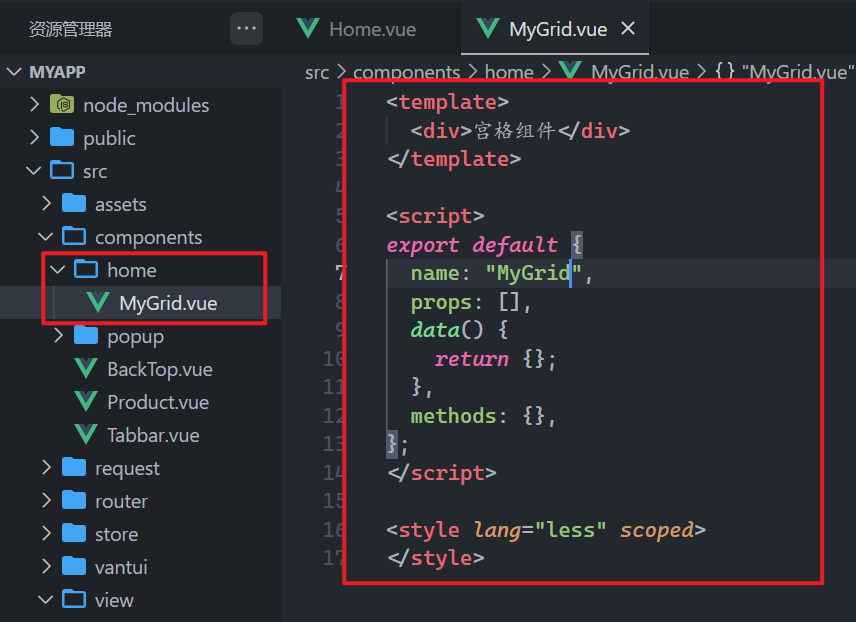 资源管理器
···
Home.vue
MyGrid.vue
MYAPP
src > components > home > MyGrid.vue > {} "MyGrid.vue"
node_modules
public
src
assets
components
home
MyGrid.vue
popup
BackTop.vue
Product.vue
Tabbar.vue
request
router
store
vantui
view
1 <template>
2 <div>宫格组件</div>
3 </template>
4
5 <script>
6 export default {
7 name: "MyGrid",
8 props: [],
9 data() {
10 return {};
11 },
12 methods: {},
13 };
14 </script>
15
16 <style lang="less" scoped>
17 </style>